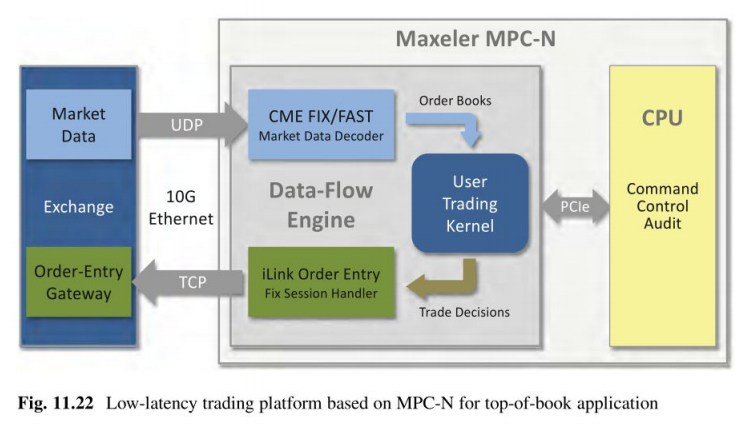 Maxeler MPC-N
Market
Data
UDP
CME FIX/FAST
Market Data Decoder
Order Books
CPU
Exchange
10G
Ethernet
Data-Flow
Engine
User
Trading
Kernel
PCIe
Command
Control
Audit
Order-Entry
Gateway
TCP
iLink Order Entry
Fix Session Handler
Trade Decisions
Fig. 11.22 Low-latency trading platform based on MPC-N for top-of-book application